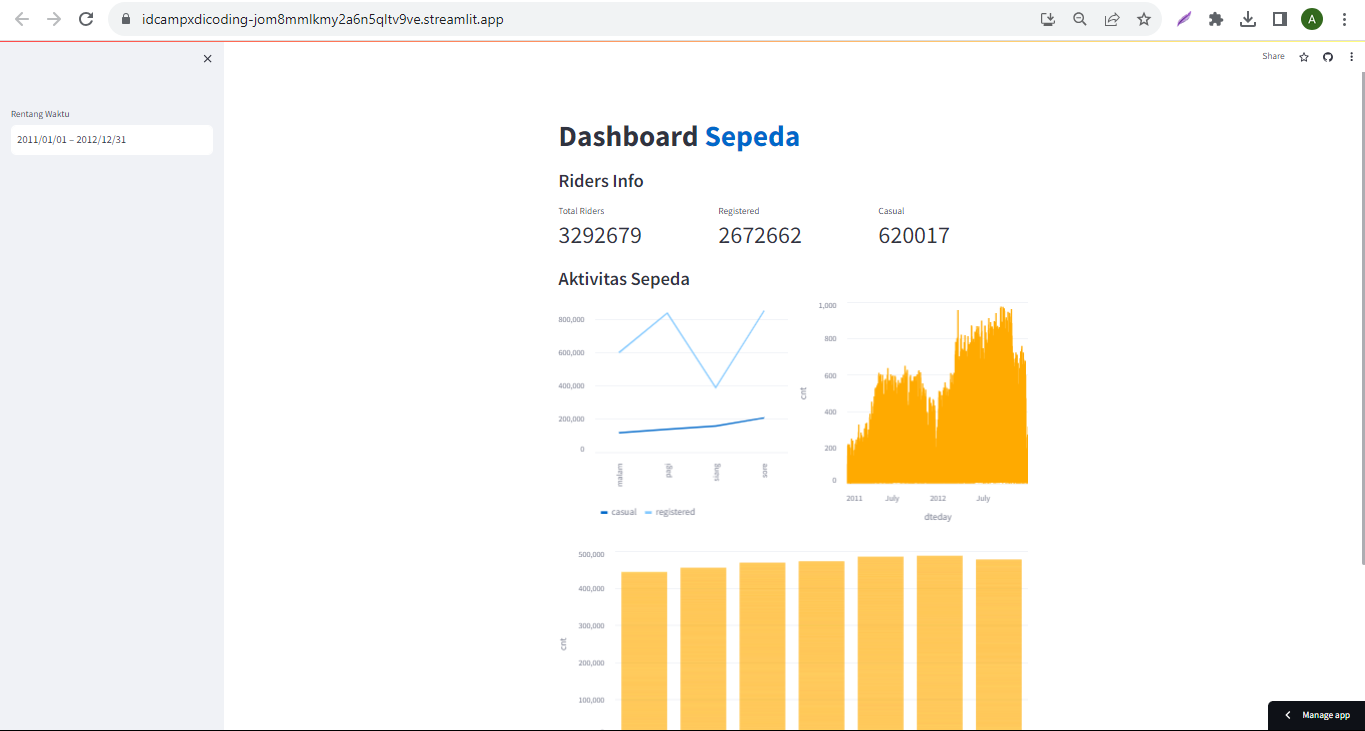 idcampxdicoding-jom8mmlkmy2a6n5qltv9ve.streamlit.app
A
Share
Rentang Waktu
2011/01/01 – 2012/12/31
Dashboard Sepeda
Riders Info
Total Riders
Registered
Casual
3292679
2672662
620017
Aktivitas Sepeda
800,000
600,000
400,000
200,000
0
malam
pagi
siang
sore
casual
registered
1,000
800
600
400
200
0
cnt
2011
July
2012
July
dteday
500,000
400,000
300,000
200,000
100,000
cnt
Manage app